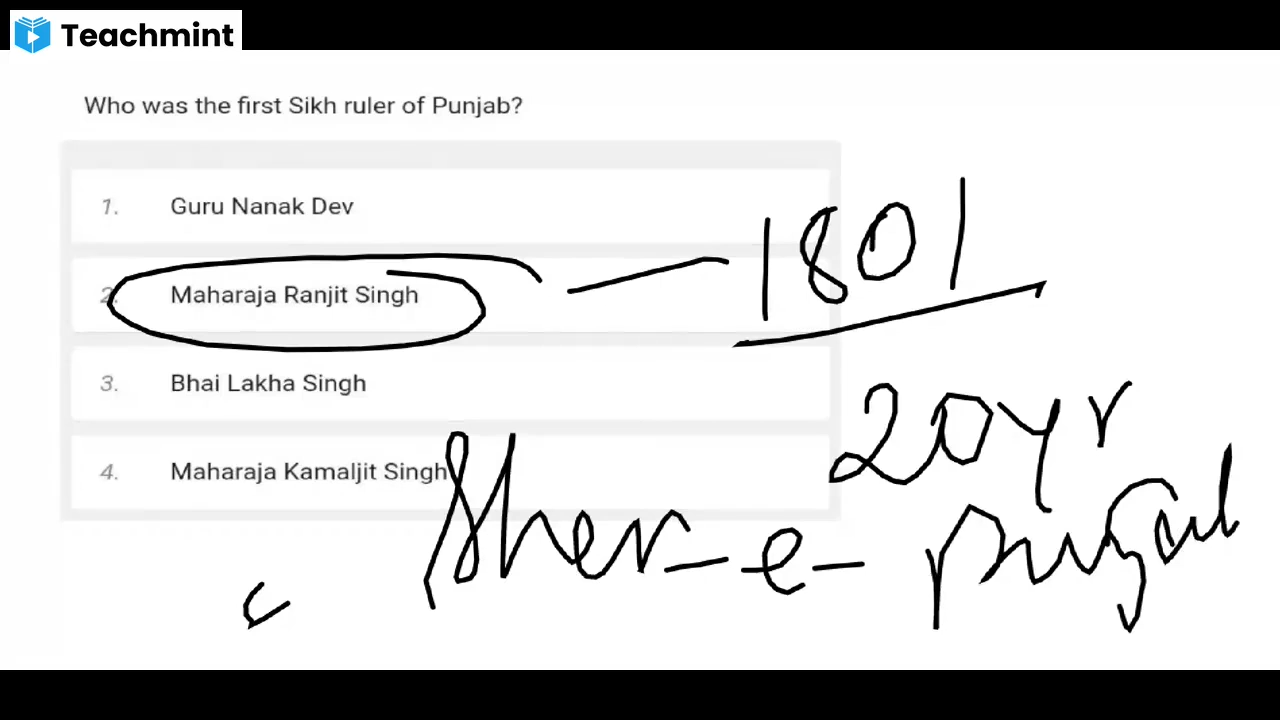 Teachmint
Who was the first Sikh ruler of Punjab?
1. Guru Nanak Dev
2. Maharaja Ranjit Singh
1801
3. Bhai Lakha Singh
20yr
4. Maharaja Kamaljit Singh
Sher-e-